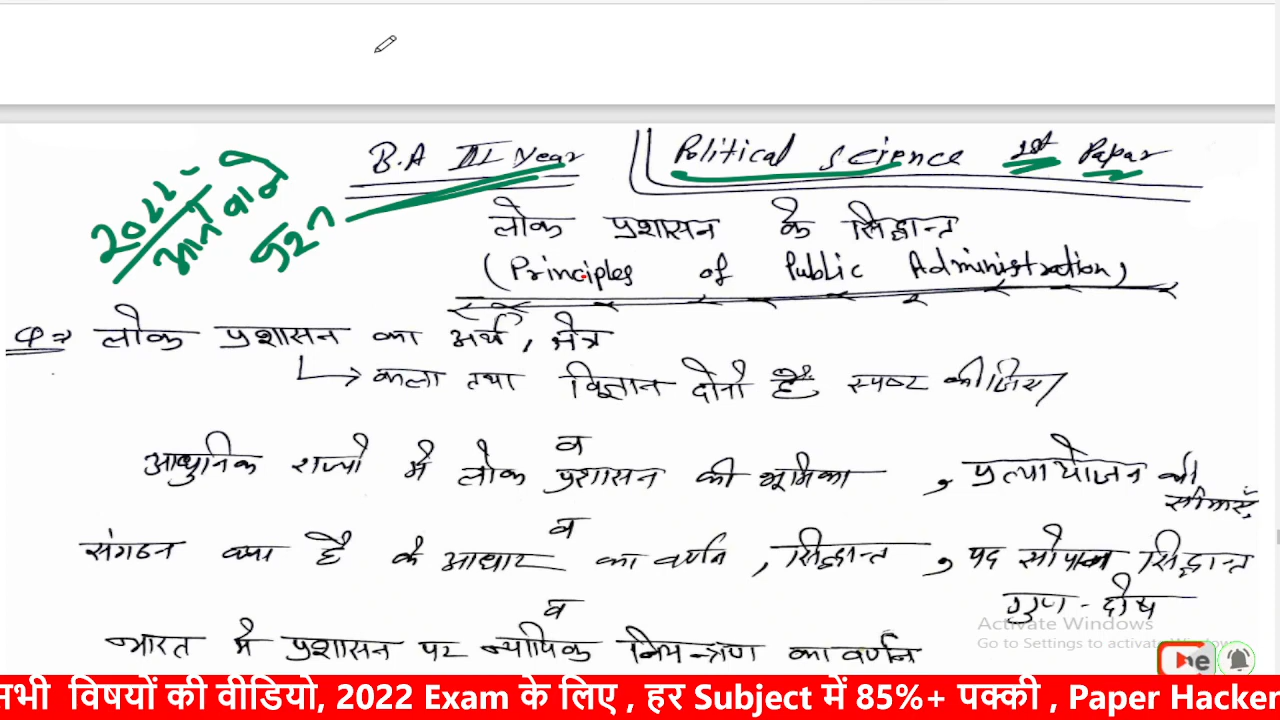 B.A III Year Political Science 1st Papar
2022 में आने वाले प्रश्न
लोक प्रशासन के सिद्धान्त
(Principles of Public Administration)
Q⇒ लोक प्रशासन का अर्थ, क्षेत्र
↳ कला तथा विज्ञान दोनो है स्पष्ट कीजिए/
व
आधुनिक राज्यो मे लोक प्रशासन की भूमिका, प्रत्यायोजन की
सीमाएँ,
व
संगठन क्या है के आधार का वर्णन, सिद्धान्त, पद सोपान सिद्धान्त
गुण - दोष
व
भारत मे प्रशासन पर न्यायिक नियन्त्रण का वर्णन
Activate Windows
Go to Settings to activate Windows.
सभी विषयों की वीडियो, 2022 Exam के लिए , हर Subject में 85%+ पक्की , Paper Hacker